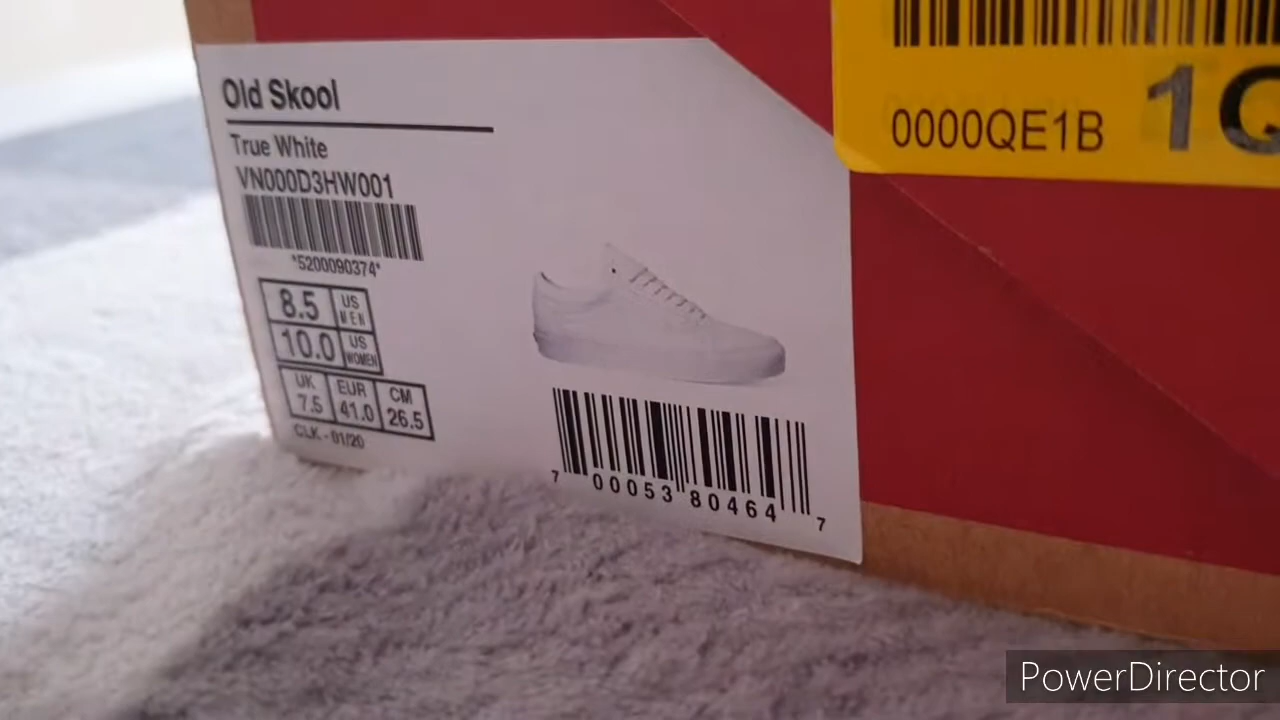 Old Skool
True White
VN000D3HW001
*5200090374*
8.5 US MEN
10.0 US WOMEN
UK EUR CM
7.5 41.0 26.5
CLK - 01/20
7 00053 80464 7
0000QE1B
1Q
PowerDirector